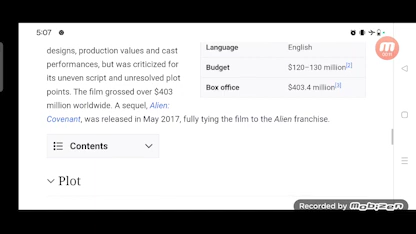 5:07
designs, production values and cast
performances, but was criticized for
its uneven script and unresolved plot
points. The film grossed over $403
million worldwide. A sequel, Alien:
Covenant, was released in May 2017, fully tying the film to the Alien franchise.
Language English
Budget $120–130 million[2]
Box office $403.4 million[3]
Contents
Plot
Recorded by Mobizen